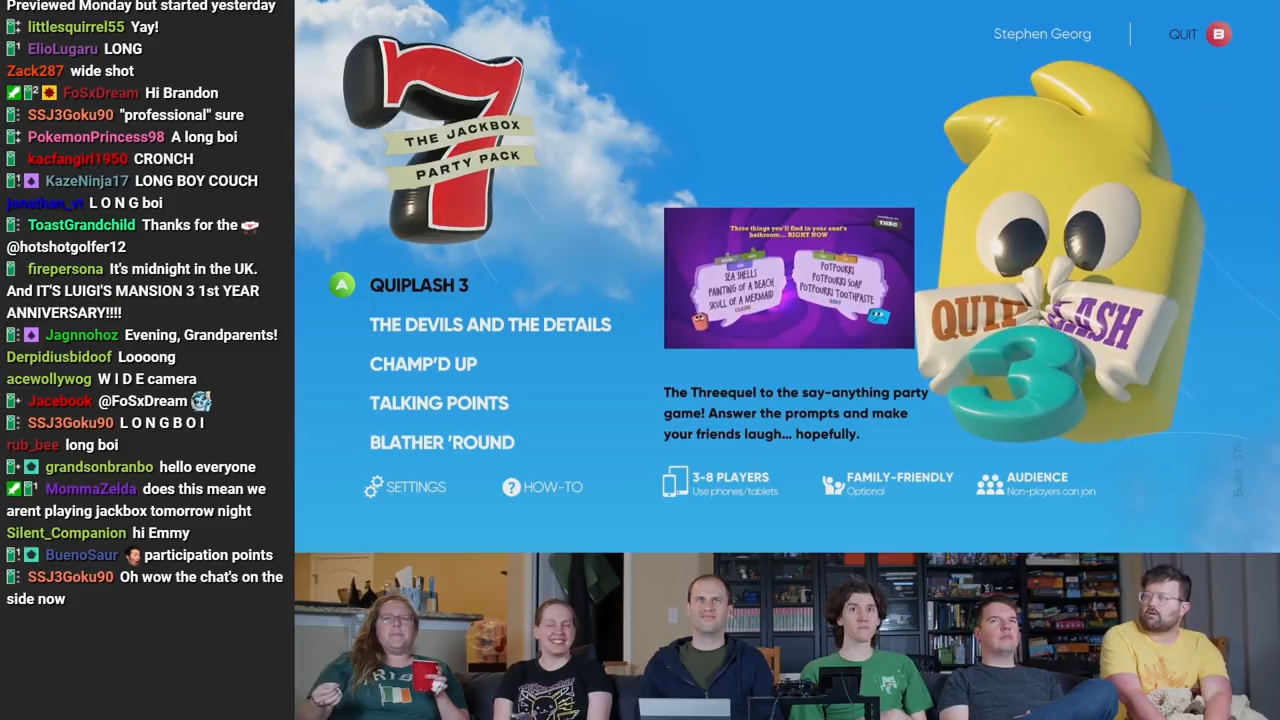 Previewed Monday but started yesterday
littlesquirrel55 Yay!
ElioLugaru LONG
Zack287 wide shot
FoSxDream Hi Brandon
SSJ3Goku90 "professional" sure
PokemonPrincess98 A long boi
kacfangirl1950 CRONCH
KazeNinja17 LONG BOY COUCH
jonathan_vf L O N G boi
ToastGrandchild Thanks for the
@hotshotgolfer12
firepersona It's midnight in the UK.
And IT'S LUIGI'S MANSION 3 1st YEAR
ANNIVERSARY!!!!
Jagnnohoz Evening, Grandparents!
Derpidiusbidoof Loooong
acewollywog W I D E camera
Jacebook @FoSxDream
SSJ3Goku90 L O N G B O I
rub_bee long boi
grandsonbranbo hello everyone
MommaZelda does this mean we
arent playing jackbox tomorrow night
Silent_Companion hi Emmy
BuenoSaur participation points
SSJ3Goku90 Oh wow the chat's on the
side now
Stephen Georg
QUIT B
7
THE JACKBOX
PARTY PACK
A QUIPLASH 3
THE DEVILS AND THE DETAILS
CHAMP'D UP
TALKING POINTS
BLATHER 'ROUND
SETTINGS
? HOW-TO
Three things you'll find in your aunt's
bathroom... RIGHT NOW
SEA SHELLS
PAINTING OF A BEACH
SKULL OF A MERMAID
POTPOURRI
POTPOURRI SOAP
POTPOURRI TOOTHPASTE
QUIPLASH
3
The Threequel to the say-anything party
game! Answer the prompts and make
your friends laugh... hopefully.
3-8 PLAYERS
Use phones/tablets
FAMILY-FRIENDLY
Optional
AUDIENCE
Non-players can join
Build: 519